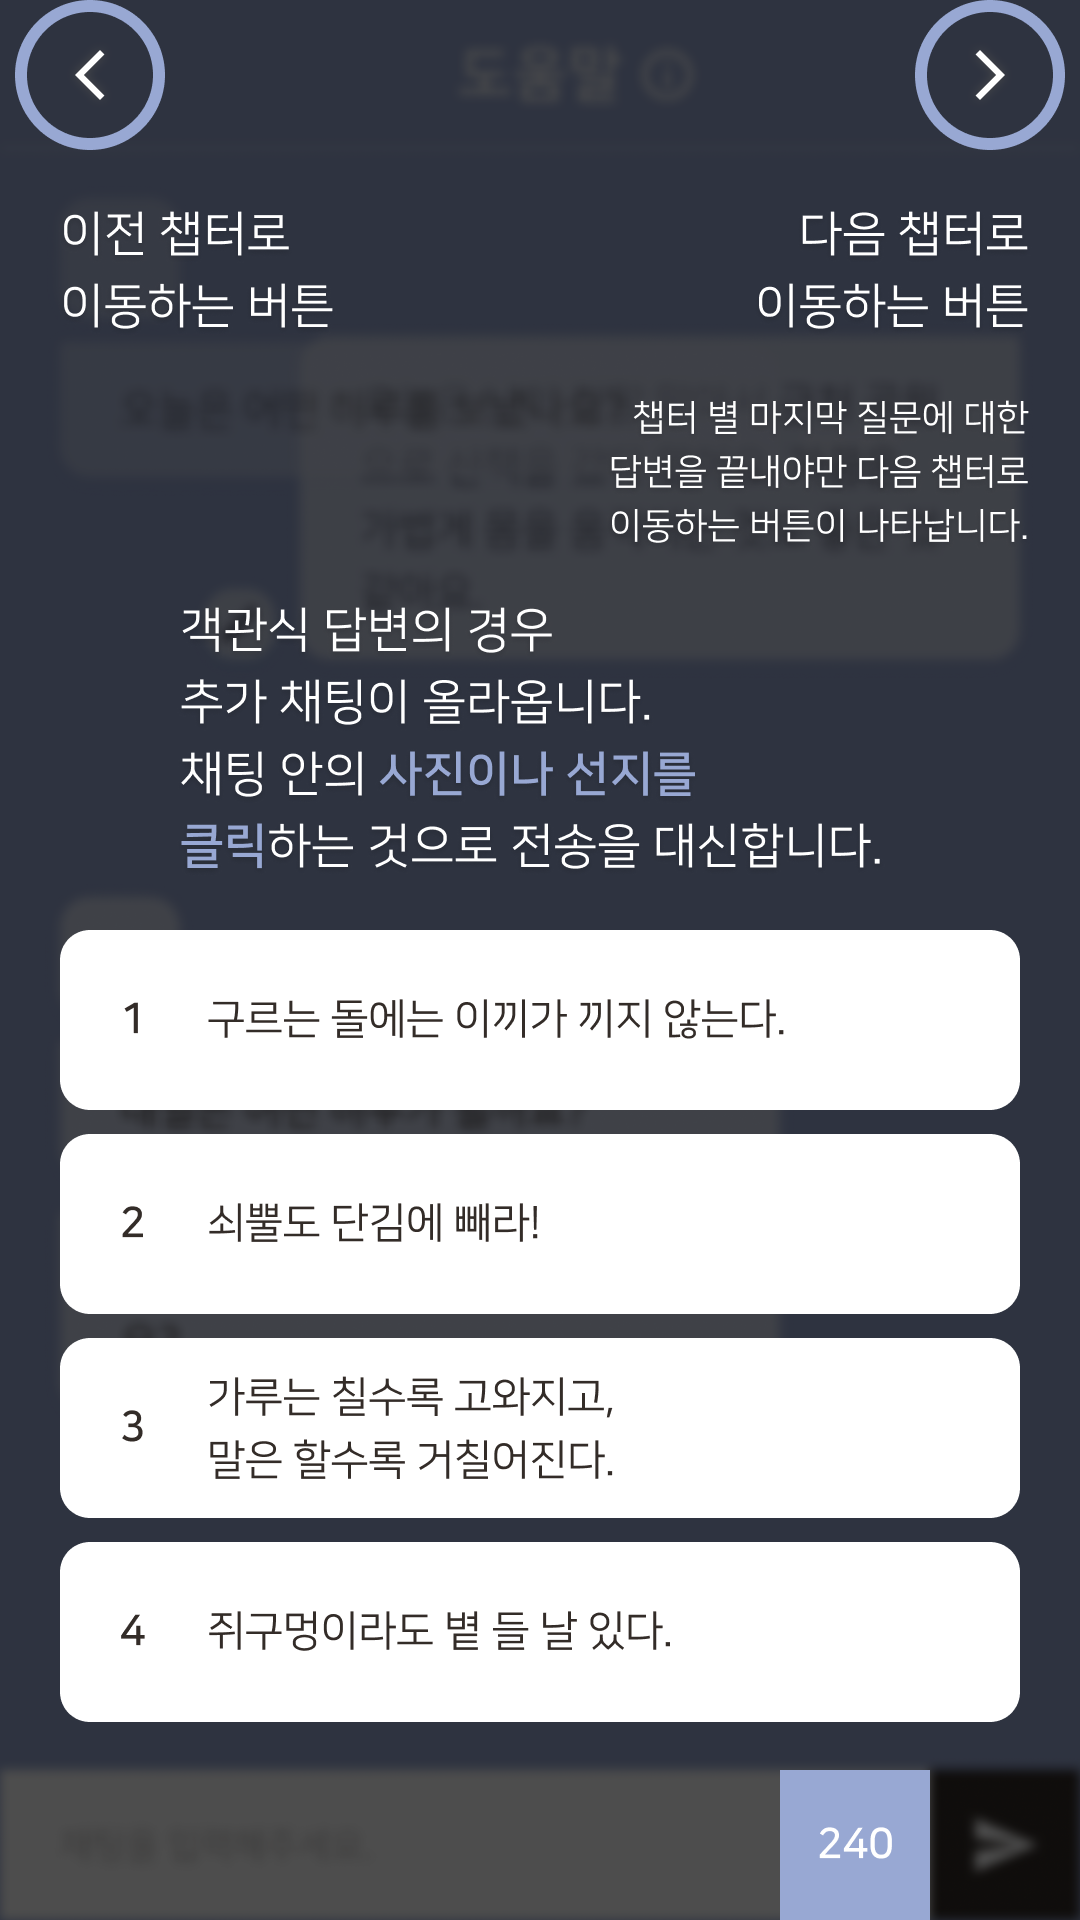 도움말
이전 챕터로
이동하는 버튼
다음 챕터로
이동하는 버튼
챕터 별 마지막 질문에 대한
답변을 끝내야만 다음 챕터로
이동하는 버튼이 나타납니다.
객관식 답변의 경우
추가 채팅이 올라옵니다.
채팅 안의 사진이나 선지를
클릭하는 것으로 전송을 대신합니다.
1 구르는 돌에는 이끼가 끼지 않는다.
2 쇠뿔도 단김에 빼라!
3 가루는 칠수록 고와지고,
말은 할수록 거칠어진다.
4 쥐구멍이라도 볕 들 날 있다.
240